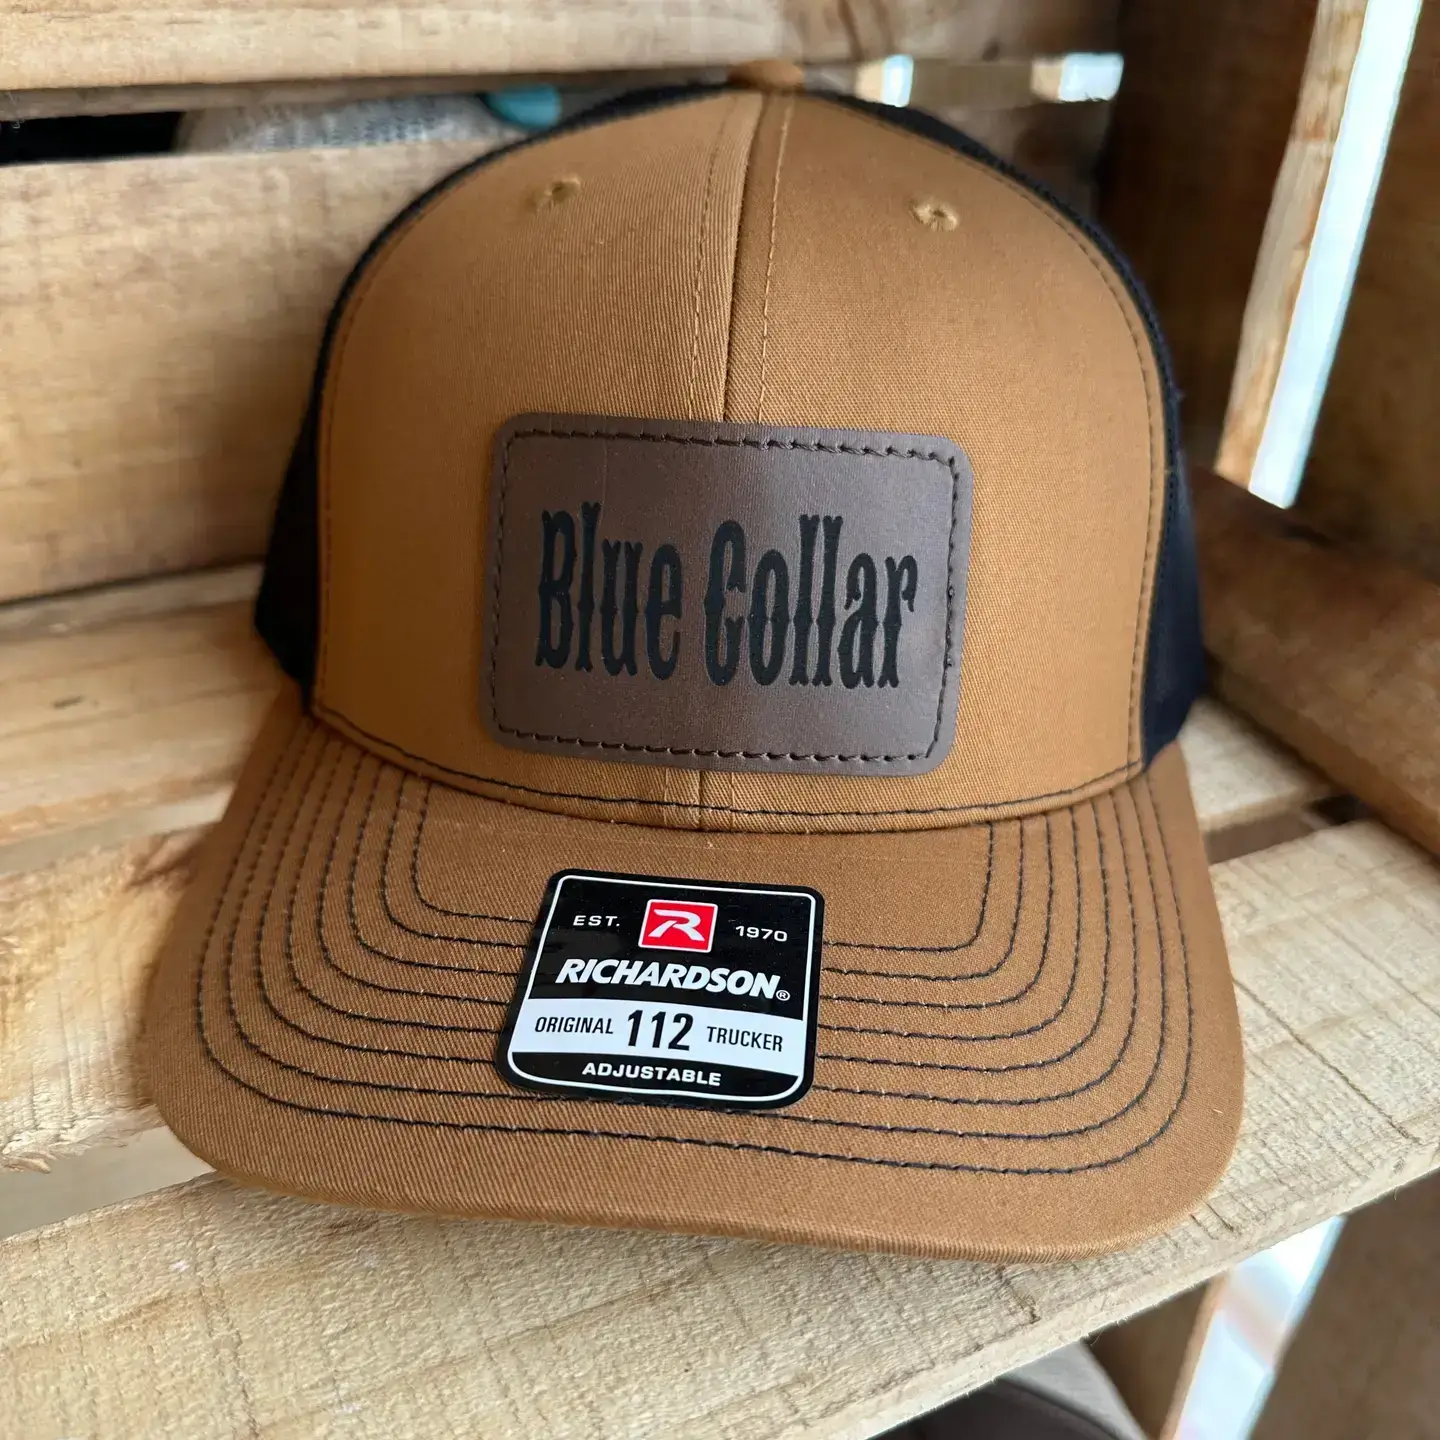 Blue Collar
EST. R 1970
RICHARDSON®
ORIGINAL 112 TRUCKER
ADJUSTABLE